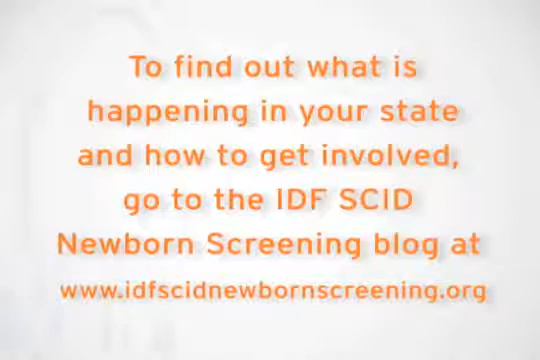 To find out what is
happening in your state
and how to get involved,
go to the IDF SCID
Newborn Screening blog at
www.idfscidnewbornscreening.org